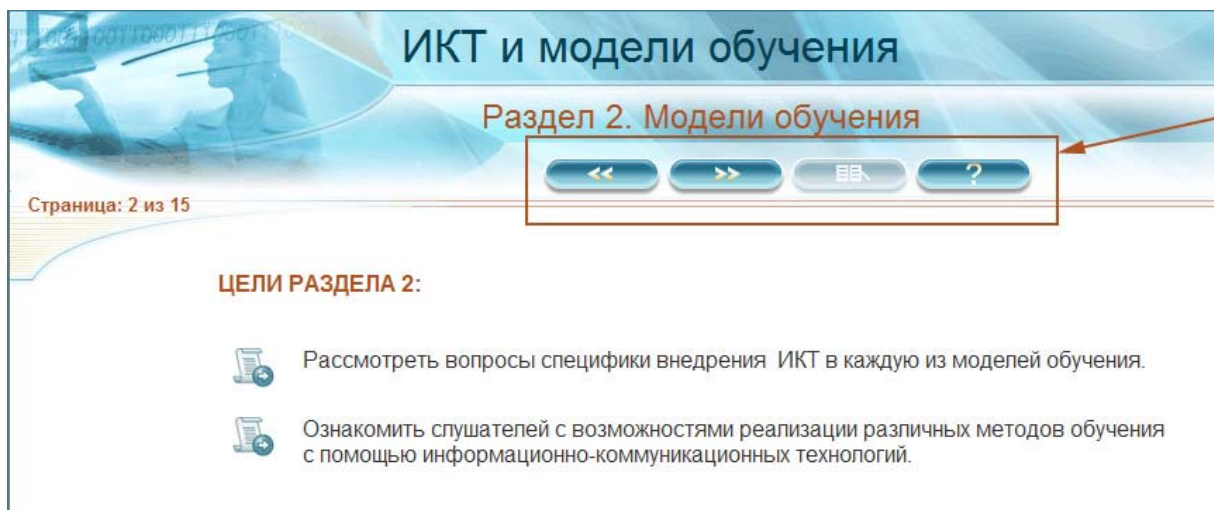 ИКТ и модели обучения
Раздел 2. Модели обучения
<< >> ?
Страница: 2 из 15
ЦЕЛИ РАЗДЕЛА 2:
Рассмотреть вопросы специфики внедрения ИКТ в каждую из моделей обучения.
Ознакомить слушателей с возможностями реализации различных методов обучения
с помощью информационно-коммуникационных технологий.